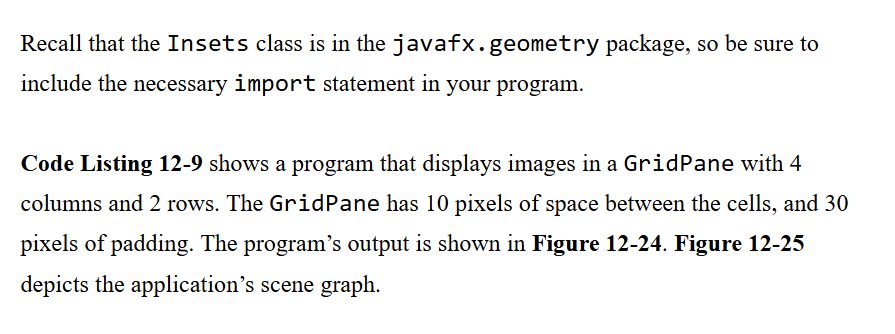 Recall that the Insets class is in the javafx.geometry package, so be sure to
include the necessary import statement in your program.
Code Listing 12-9 shows a program that displays images in a GridPane with 4
columns and 2 rows. The GridPane has 10 pixels of space between the cells, and 30
pixels of padding. The program’s output is shown in Figure 12-24. Figure 12-25
depicts the application’s scene graph.